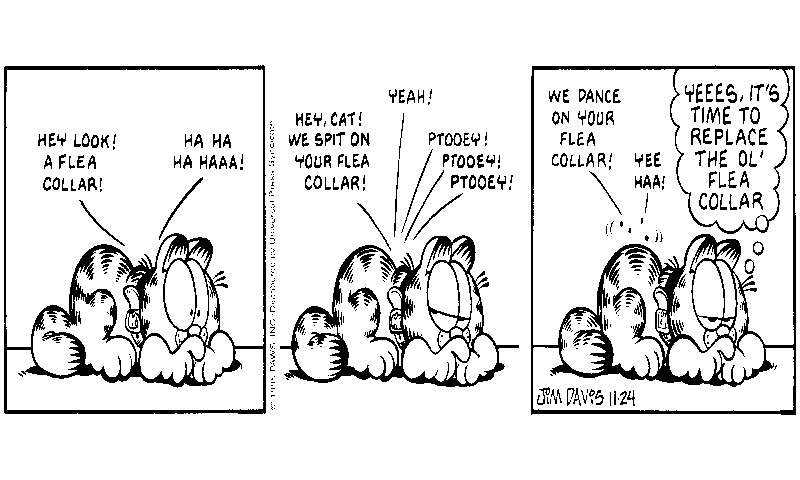 HEY LOOK!
A FLEA
COLLAR!
HA HA
HA HAAA!
HEY, CAT!
WE SPIT ON
YOUR FLEA
COLLAR!
YEAH!
PTOOEY!
PTOOEY!
PTOOEY!
WE DANCE
ON YOUR
FLEA
COLLAR!
YEE
HAA!
YEEES, IT'S
TIME TO
REPLACE
THE OL'
FLEA
COLLAR
JIM DAVIS 11·24